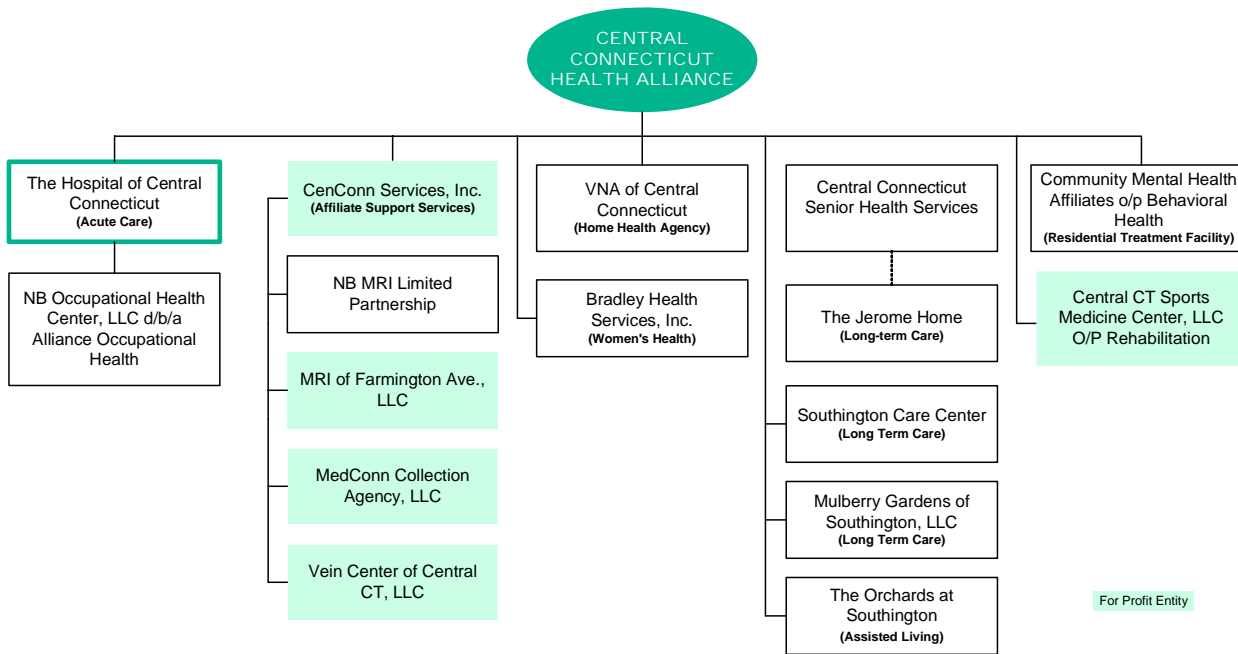 CENTRAL
CONNECTICUT
HEALTH ALLIANCE
The Hospital of Central
Connecticut
(Acute Care)
NB Occupational Health
Center, LLC d/b/a
Alliance Occupational
Health
CenConn Services, Inc.
(Affiliate Support Services)
NB MRI Limited
Partnership
MRI of Farmington Ave.,
LLC
MedConn Collection
Agency, LLC
Vein Center of Central
CT, LLC
VNA of Central
Connecticut
(Home Health Agency)
Bradley Health
Services, Inc.
(Women's Health)
Central Connecticut
Senior Health Services
The Jerome Home
(Long-term Care)
Southington Care Center
(Long Term Care)
Mulberry Gardens of
Southington, LLC
(Long Term Care)
The Orchards at
Southington
(Assisted Living)
Community Mental Health
Affiliates o/p Behavioral
Health
(Residential Treatment Facility)
Central CT Sports
Medicine Center, LLC
O/P Rehabilitation
For Profit Entity